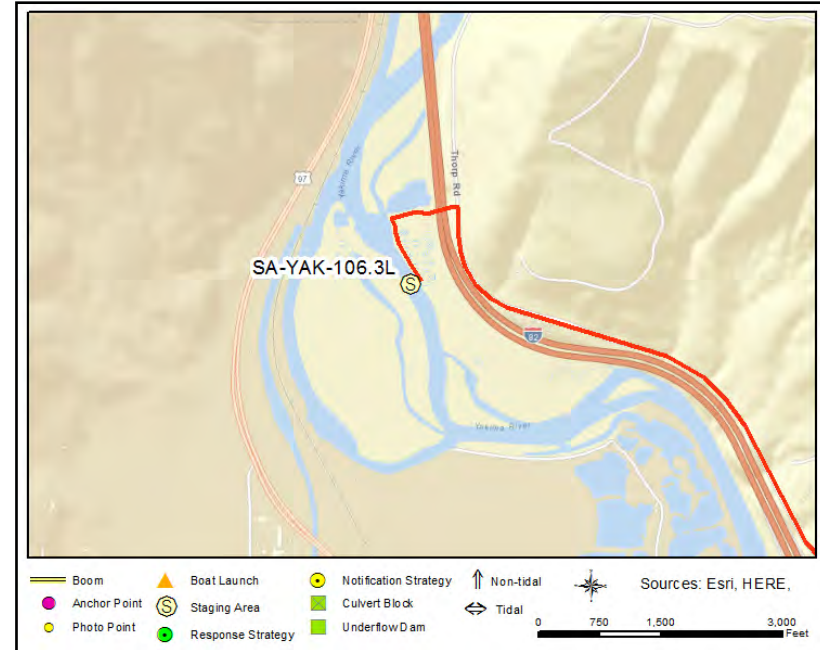 Yakima River
97
Thorp Rd
SA-YAK-106.3L
S
82
Yakima River
Boom
Boat Launch
Notification Strategy
Non-tidal
Sources: Esri, HERE,
Anchor Point
S
Staging Area
Culvert Block
Tidal
Photo Point
Response Strategy
Underflow Dam
0 750 1,500 3,000
Feet